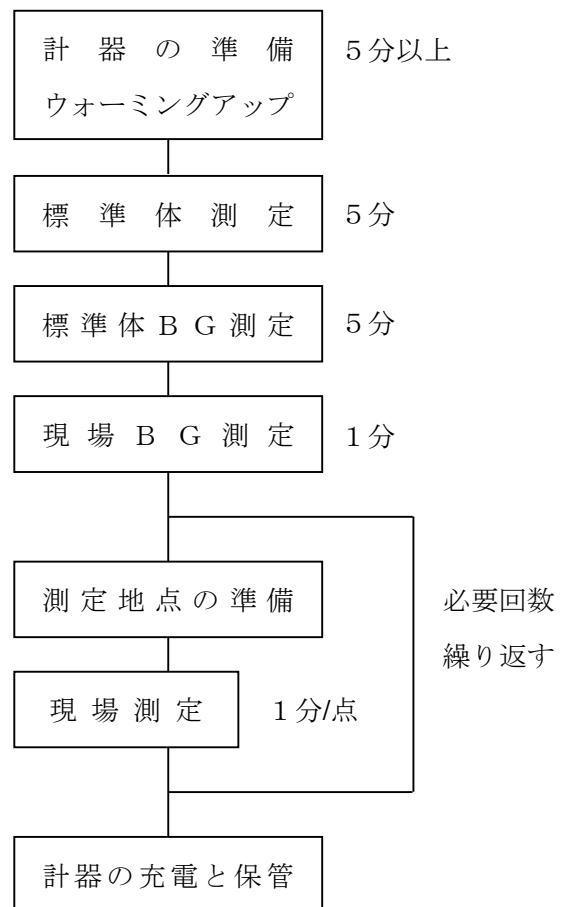 計器の準備
ウォーミングアップ
５分以上
標準体測定
５分
標準体ＢＧ測定
５分
現場ＢＧ測定
１分
測定地点の準備
必要回数
繰り返す
現場測定
１分/点
計器の充電と保管